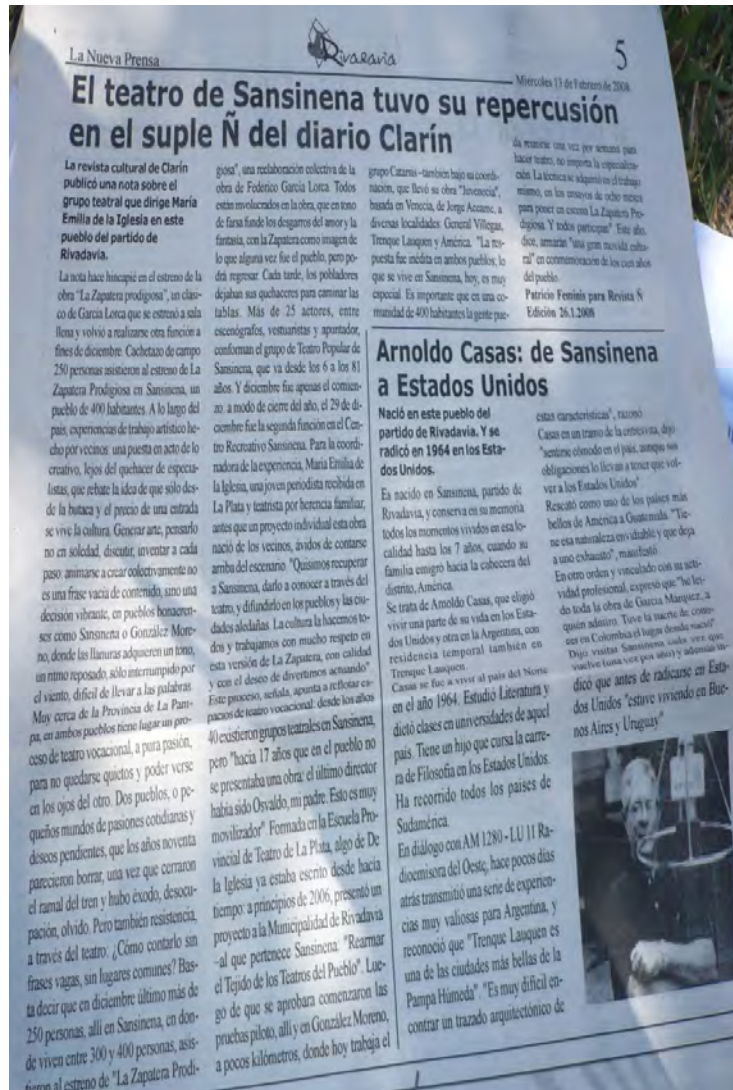 La Nueva Prensa
Rivadavia
5
Miércoles 13 de Febrero de 2008
El teatro de Sansinena tuvo su repercusión
en el suple Ñ del diario Clarín
La revista cultural de Clarín
publicó una nota sobre el
grupo teatral que dirige María
Emilia de la Iglesia en este
pueblo del partido de
Rivadavia.
La nota hace hincapié en el estreno de la
obra "La Zapatera prodigiosa", un clási-
co de García Lorca que se estrenó a sala
llena y volvió a realizarse otra función a
fines de diciembre. Cachetazo de campo
250 personas asistieron al estreno de La
Zapatera Prodigiosa en Sansinena, un
pueblo de 400 habitantes. A lo largo del
país, experiencias de trabajo artístico he-
cho por vecinos: una puesta en acto de lo
creativo, lejos del quehacer de especia-
listas, que rebate la idea de que sólo des-
de la butaca y el precio de una entrada
se vive la cultura. Generar arte, pensarlo
no en soledad, discutir, inventar a cada
paso: animarse a crear colectivamente no
es una frase vacía de contenido, sino una
decisión vibrante, en pueblos bonaeren-
ses como Sansinena o González More-
no, donde las llanuras adquieren un tono,
un ritmo reposado, sólo interrumpido por
el viento, difícil de llevar a las palabras.
Muy cerca de la Provincia de La Pam-
pa, en ambos pueblos tiene lugar un pro-
ceso de teatro vocacional, a pura pasión,
para no quedarse quietos y poder verse
en los ojos del otro. Dos pueblos, o pe-
queños mundos de pasiones cotidianas y
deseos pendientes, que los años noventa
parecieron borrar, una vez que cerraron
el ramal del tren y hubo éxodo, desocu-
pación, olvido. Pero también resistencia,
a través del teatro: ¿Cómo contarlo sin
frases vagas, sin lugares comunes? Bas-
ta decir que en diciembre último más de
250 personas, allí en Sansinena, en don-
de viven entre 300 y 400 personas, asis-
tieron al estreno de "La Zapatera Prodi-
giosa", una reelaboración colectiva de la
obra de Federico García Lorca. Todos
están involucrados en la obra, que en tono
de farsa funde los desgarros del amor y la
fantasía, con la Zapatera como imagen de
lo que alguna vez fue el pueblo, pero po-
drá regresar. Cada tarde, los pobladores
dejaban sus quehaceres para caminar las
tablas. Más de 25 actores, entre
escenógrafos, vestuaristas y apuntador,
conforman el grupo de Teatro Popular de
Sansinena, que va desde los 6 a los 81
años. Y diciembre fue apenas el comien-
zo, a modo de cierre del año, el 29 de di-
ciembre fue la segunda función en el Cen-
tro Recreativo Sansinena. Para la coordi-
nadora de la experiencia, María Emilia de
la Iglesia, una joven periodista recibida en
La Plata y teatrista por herencia familiar,
antes que un proyecto individual esta obra
nació de los vecinos, ávidos de contarse
arriba del escenario. "Quisimos recuperar
a Sansinena, darlo a conocer a través del
teatro, y difundirlo en los pueblos y las ciu-
dades aledañas. La cultura la hacemos to-
dos y trabajamos con mucho respeto en
esta versión de La Zapatera, con calidad
y con el deseo de divertirnos actuando"
Este proceso, señala, apunta a reflotar es-
pacios de teatro vocacional: desde los años
40 existieron grupos teatrales en Sansinena,
pero "hacía 17 años que en el pueblo no
se presentaba una obra: el último director
había sido Osvaldo, mi padre. Esto es muy
movilizador" Formada en la Escuela Pro-
vincial de Teatro de La Plata, algo de De
la Iglesia ya estaba escrito desde hacía
tiempo: a principios de 2006, presentó un
proyecto a la Municipalidad de Rivadavia
–al que pertenece Sansinena: "Rearmar
el Tejido de los Teatros del Pueblo". Lue-
go de que se aprobara comenzaron las
pruebas piloto, allí y en González Moreno,
a pocos kilómetros, donde hoy trabaja el
grupo Catarsis –también bajo su coordi-
nación, que llevó su obra "Juvenocia",
basada en Venecia, de Jorge Accame, a
diversas localidades: General Villegas,
Trenque Lauquen y América. "La res-
puesta fue inédita en ambos pueblos; lo
que se vive en Sansinena, hoy, es muy
especial. Es importante que en una co-
munidad de 400 habitantes la gente pue-
da reunirse una vez por semana para
hacer teatro, no importa la especializa-
ción. La técnica se adquirió en el trabajo
mismo, en los ensayos de ocho meses
para poner en escena La Zapatera Pro-
digiosa. Y todos participan". Este año,
dice, armarán "una gran movida cultu-
ral" en conmemoración de los cien años
del pueblo.
Patricio Feminis para Revista Ñ
Edición 26.1.2008
Arnoldo Casas: de Sansinena
a Estados Unidos
Nació en este pueblo del
partido de Rivadavia. Y se
radicó en 1964 en los Esta-
dos Unidos.
Es nacido en Sansinena, partido de
Rivadavia, y conserva en su memoria
todos los momentos vividos en esa lo-
calidad hasta los 7 años, cuando su
familia emigró hacia la cabecera del
distrito, América.
Se trata de Arnoldo Casas, que eligió
vivir una parte de su vida en los Esta-
dos Unidos y otra en la Argentina, con
residencia temporal también en
Trenque Lauquen.
Casas se fue a vivir al país del Norte
en el año 1964. Estudió Literatura y
dictó clases en universidades de aquel
país. Tiene un hijo que cursa la carre-
ra de Filosofía en los Estados Unidos.
Ha recorrido todos los países de
Sudamérica.
En diálogo con AM 1280 - LU 11 Ra-
dioemisora del Oeste, hace pocos días
atrás transmitió una serie de experien-
cias muy valiosas para Argentina, y
reconoció que "Trenque Lauquen es
una de las ciudades más bellas de la
Pampa Húmeda". "Es muy difícil en-
contrar un trazado arquitectónico de
estas características", razonó
Casas en un tramo de la entrevista, dijo
"sentirse cómodo en el país, aunque sus
obligaciones lo llevan a tener que vol-
ver a los Estados Unidos"
Rescató como uno de los países más
bellos de América a Guatemala. "Tie-
ne esa naturaleza envidiable y que deja
a uno exhausto", manifestó
En otro orden y vinculado con su acti-
vidad profesional, expresó que "he leí-
do toda la obra de García Márquez, a
quien admiro. Tuve la suerte de cono-
cer en Colombia el lugar donde nació"
Dijo visitas Sansinena cada vez que
vuelve (una vez por año) y además in-
dicó que antes de radicarse en Esta-
dos Unidos "estuve viviendo en Bue-
nos Aires y Uruguay"